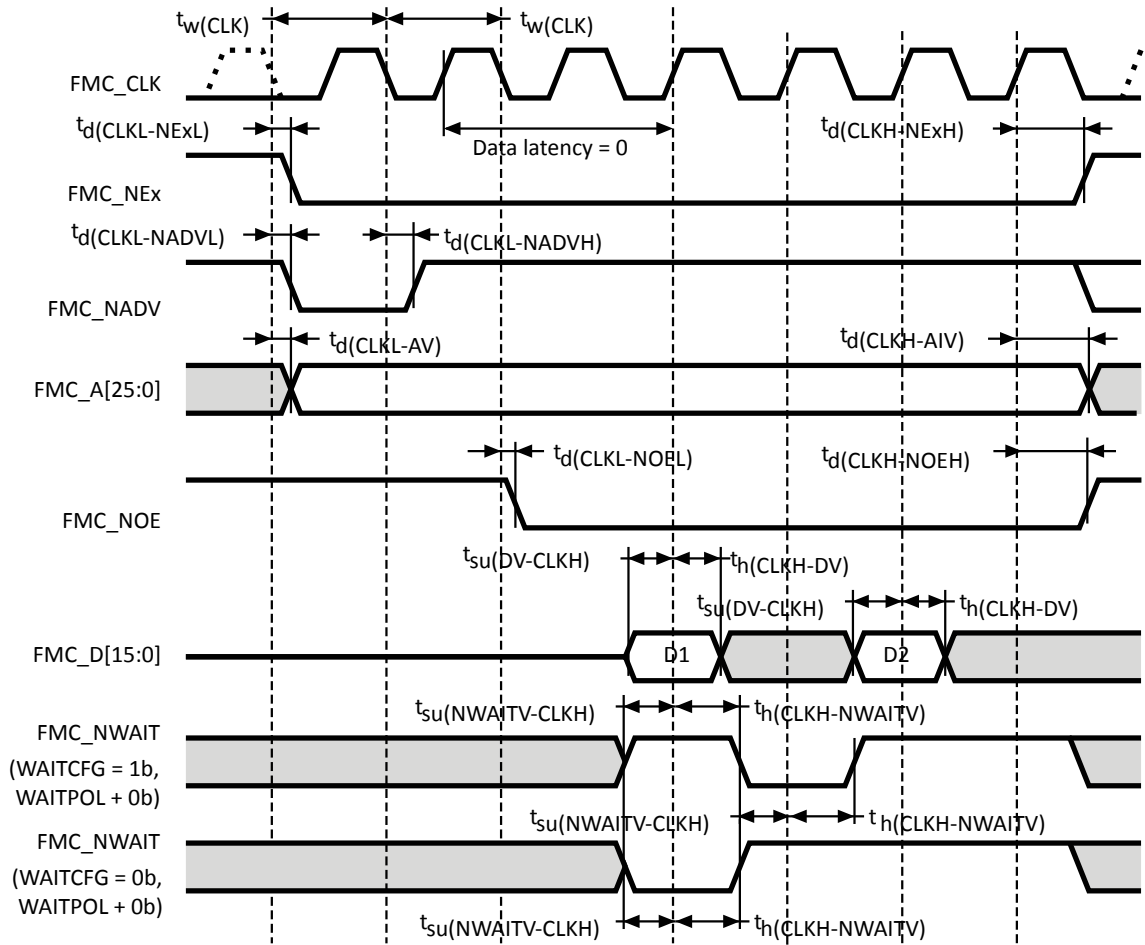 tw(CLK) tw(CLK)
FMC_CLK
td(CLKL-NExL) Data latency = 0 td(CLKH-NExH)
FMC_NEx
td(CLKL-NADVL) td(CLKL-NADVH)
FMC_NADV
td(CLKL-AV) td(CLKH-AIV)
FMC_A[25:0]
td(CLKL-NOEL) td(CLKH-NOEH)
FMC_NOE
tsu(DV-CLKH) th(CLKH-DV)
tsu(DV-CLKH) th(CLKH-DV)
FMC_D[15:0] D1 D2
tsu(NWAITV-CLKH) th(CLKH-NWAITV)
FMC_NWAIT
(WAITCFG = 1b,
WAITPOL + 0b)
tsu(NWAITV-CLKH) th(CLKH-NWAITV)
FMC_NWAIT
(WAITCFG = 0b,
WAITPOL + 0b)
tsu(NWAITV-CLKH) th(CLKH-NWAITV)